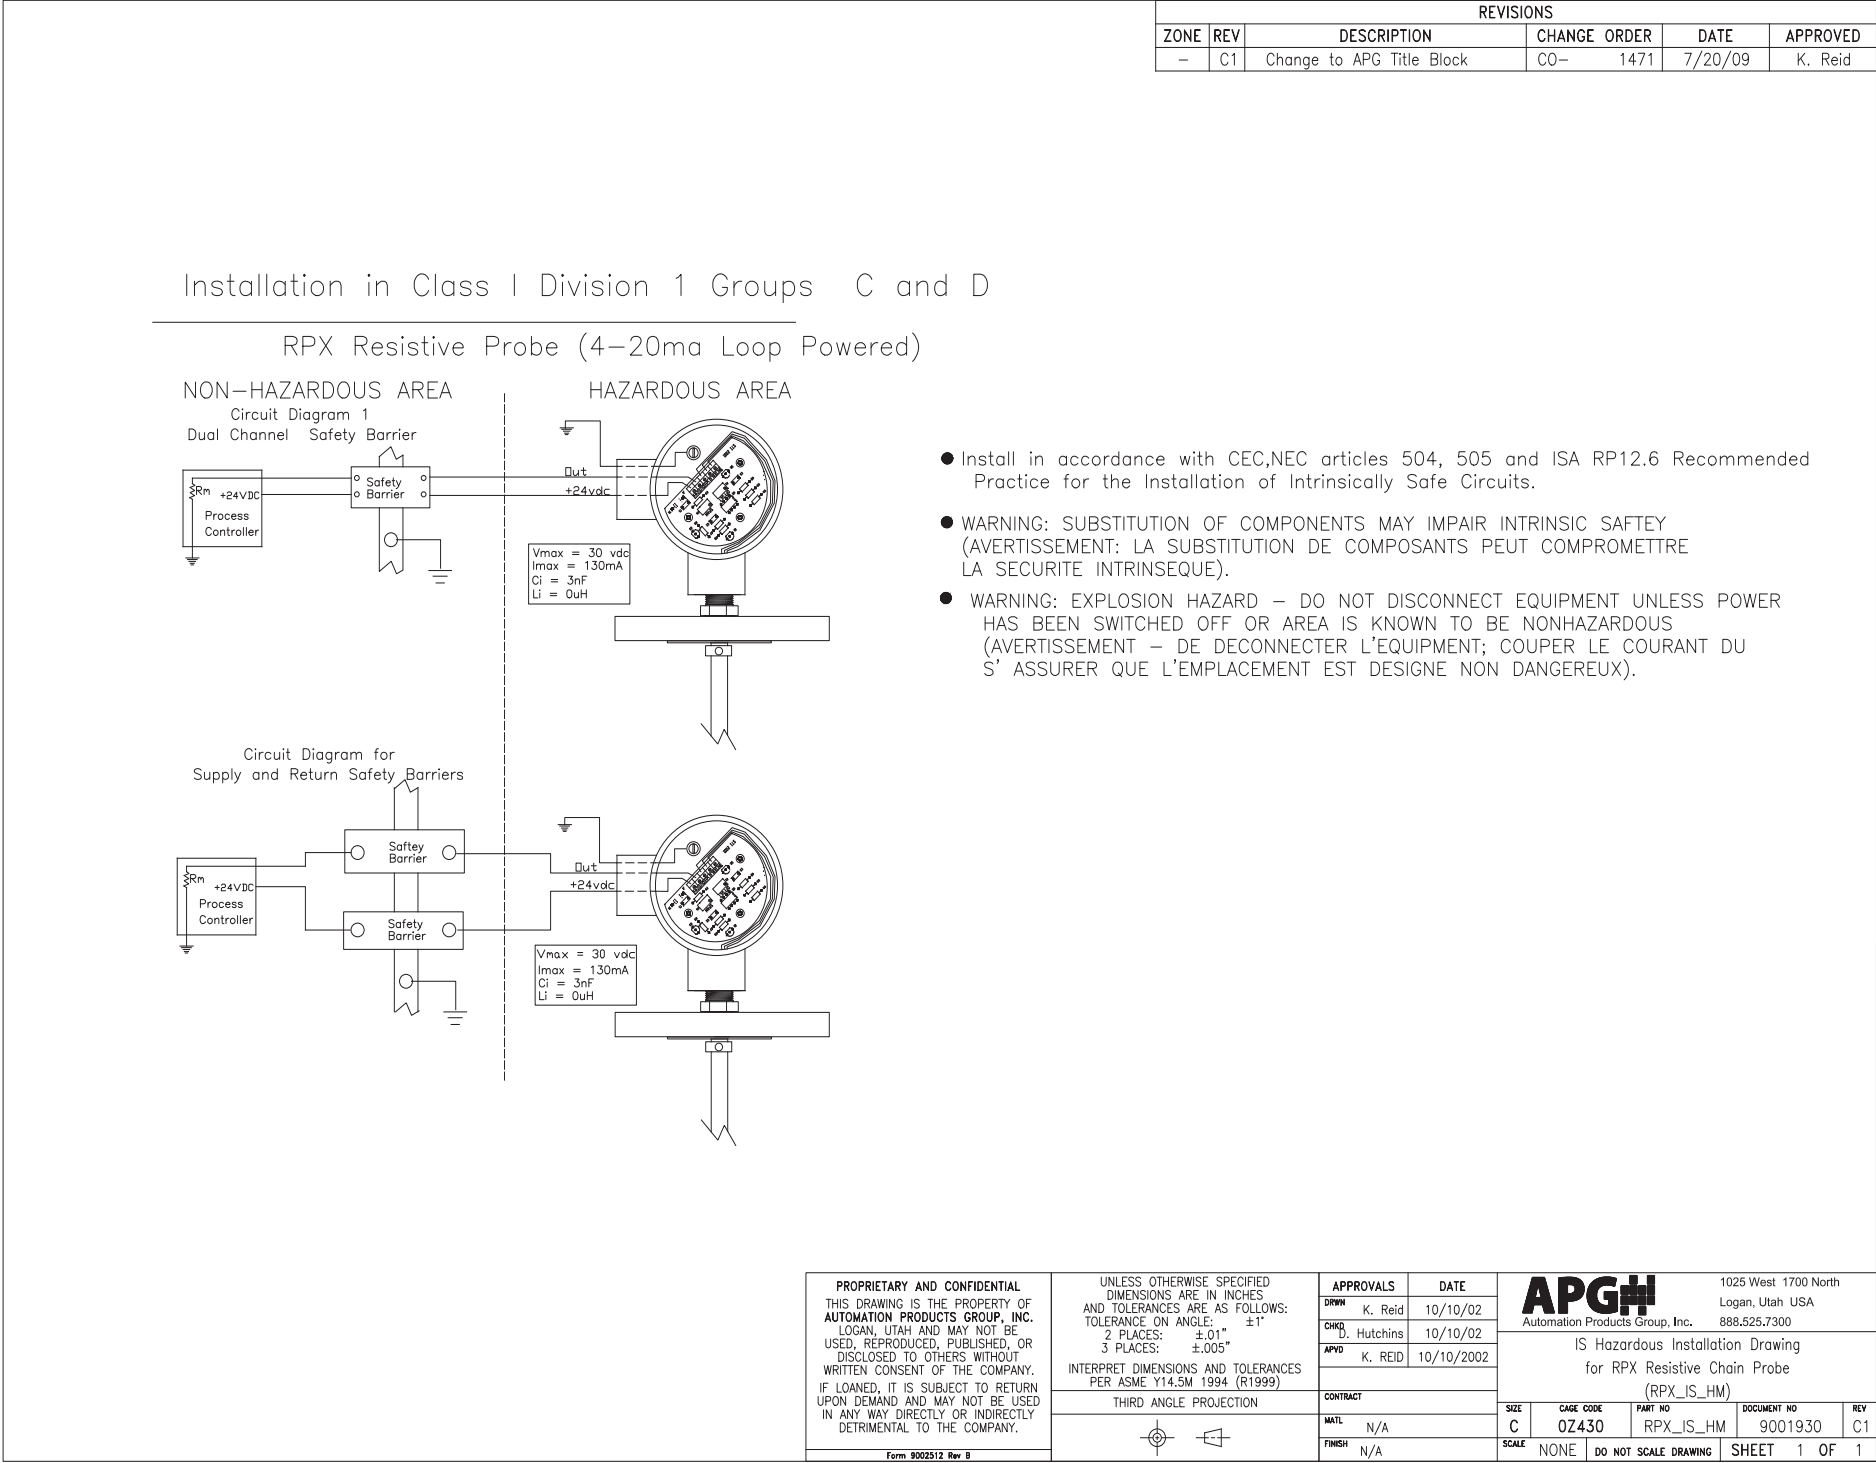 REVISIONS
ZONE REV DESCRIPTION CHANGE ORDER DATE APPROVED
– C1 Change to APG Title Block CO– 1471 7/20/09 K. Reid
Installation in Class I Division 1 Groups C and D
RPX Resistive Probe (4–20ma Loop Powered)
NON–HAZARDOUS AREA
HAZARDOUS AREA
Circuit Diagram 1
Dual Channel Safety Barrier
Rm
+24VDC
Process
Controller
Safety
Barrier
Out
+24vdc
Vmax = 30 vdc
Imax = 130mA
Ci = 3nF
Li = 0uH
● Install in accordance with CEC,NEC articles 504, 505 and ISA RP12.6 Recommended
Practice for the Installation of Intrinsically Safe Circuits.
● WARNING: SUBSTITUTION OF COMPONENTS MAY IMPAIR INTRINSIC SAFTEY
(AVERTISSEMENT: LA SUBSTITUTION DE COMPOSANTS PEUT COMPROMETTRE
LA SECURITE INTRINSEQUE).
● WARNING: EXPLOSION HAZARD – DO NOT DISCONNECT EQUIPMENT UNLESS POWER
HAS BEEN SWITCHED OFF OR AREA IS KNOWN TO BE NONHAZARDOUS
(AVERTISSEMENT – DE DECONNECTER L'EQUIPMENT; COUPER LE COURANT DU
S' ASSURER QUE L'EMPLACEMENT EST DESIGNE NON DANGEREUX).
Circuit Diagram for
Supply and Return Safety Barriers
Rm
+24VDC
Process
Controller
Saftey
Barrier
Safety
Barrier
Out
+24vdc
Vmax = 30 vdc
Imax = 130mA
Ci = 3nF
Li = 0uH
PROPRIETARY AND CONFIDENTIAL
THIS DRAWING IS THE PROPERTY OF
AUTOMATION PRODUCTS GROUP, INC.
LOGAN, UTAH AND MAY NOT BE
USED, REPRODUCED, PUBLISHED, OR
DISCLOSED TO OTHERS WITHOUT
WRITTEN CONSENT OF THE COMPANY.
IF LOANED, IT IS SUBJECT TO RETURN
UPON DEMAND AND MAY NOT BE USED
IN ANY WAY DIRECTLY OR INDIRECTLY
DETRIMENTAL TO THE COMPANY.
Form 9002512 Rev B
UNLESS OTHERWISE SPECIFIED
DIMENSIONS ARE IN INCHES
AND TOLERANCES ARE AS FOLLOWS:
TOLERANCE ON ANGLE: ±1°
2 PLACES: ±.01"
3 PLACES: ±.005"
INTERPRET DIMENSIONS AND TOLERANCES
PER ASME Y14.5M 1994 (R1999)
THIRD ANGLE PROJECTION
APPROVALS DATE
DRWN K. Reid 10/10/02
CHKD D. Hutchins 10/10/02
APVD K. REID 10/10/2002
CONTRACT
MATL N/A
FINISH N/A
APG
Automation Products Group, Inc.
1025 West 1700 North
Logan, Utah USA
888.525.7300
IS Hazardous Installation Drawing
for RPX Resistive Chain Probe
(RPX_IS_HM)
SIZE CAGE CODE PART NO DOCUMENT NO REV
C 0Z430 RPX_IS_HM 9001930 C1
SCALE NONE DO NOT SCALE DRAWING SHEET 1 OF 1